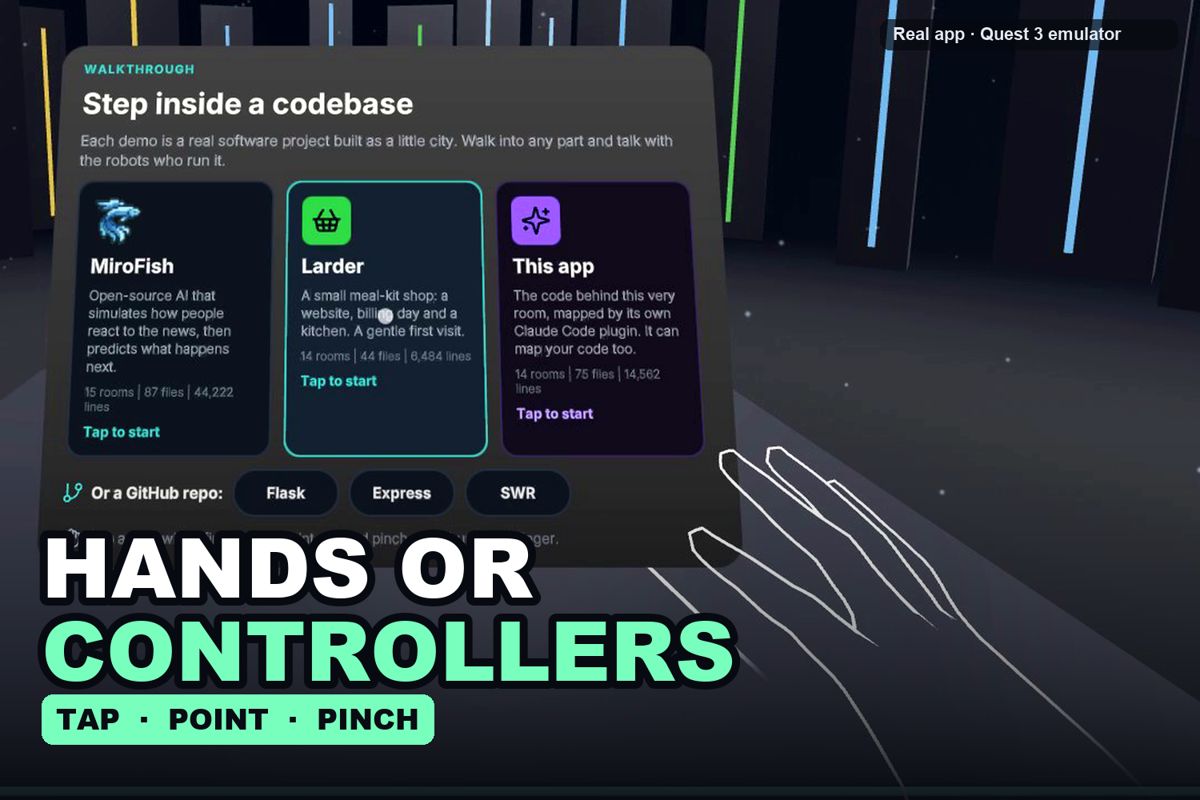 Real app · Quest 3 emulator
WALKTHROUGH
Step inside a codebase
Each demo is a real software project built as a little city. Walk into any part and talk with
the robots who run it.
MiroFish
Open-source AI that
simulates how people
react to the news, then
predicts what happens
next.
15 rooms | 87 files | 44,222
lines
Tap to start
Larder
A small meal-kit shop: a
website, billing day and a
kitchen. A gentle first visit.
14 rooms | 44 files | 6,484 lines
Tap to start
This app
The code behind this very
room, mapped by its own
Claude Code plugin. It can
map your code too.
14 rooms | 75 files | 14,562
lines
Tap to start
Or a GitHub repo:
Flask
Express
SWR
pinch
HANDS OR
CONTROLLERS
TAP · POINT · PINCH